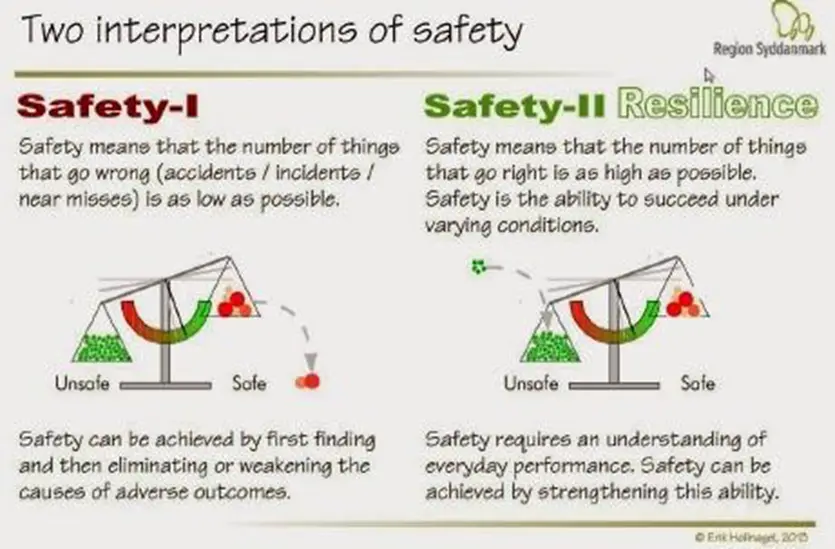 Two interpretations of safety
Region Syddanmark
Safety-I
Safety means that the number of things
that go wrong (accidents / incidents /
near misses) is as low as possible.
Unsafe
Safe
Safety can be achieved by first finding
and then eliminating or weakening the
causes of adverse outcomes.
Safety-II Resilience
Safety means that the number of things
that go right is as high as possible.
Safety is the ability to succeed under
varying conditions.
Unsafe
Safe
Safety requires an understanding of
everyday performance. Safety can be
achieved by strengthening this ability.
© Erik Hollnagel, 2013